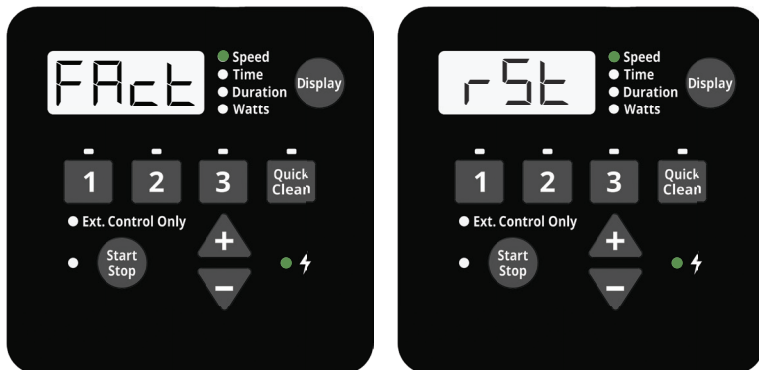 FAct
Speed
Time
Duration
Watts
Display
1 2 3
Quick
Clean
Ext. Control Only
Start
Stop
+
−
rSt
Speed
Time
Duration
Watts
Display
1 2 3
Quick
Clean
Ext. Control Only
Start
Stop
+
−